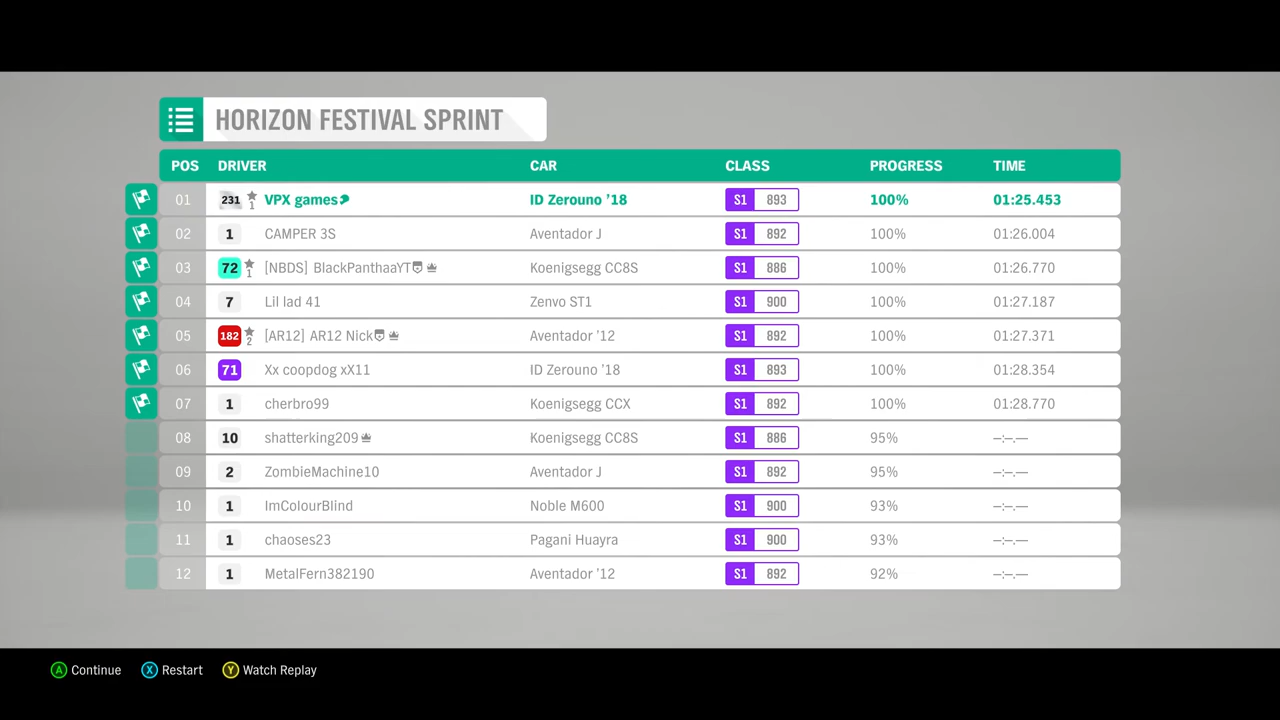 HORIZON FESTIVAL SPRINT
POS DRIVER CAR CLASS PROGRESS TIME
01 231 1 VPX games ID Zerouno ’18 S1 893 100% 01:25.453
02 1 CAMPER 3S Aventador J S1 892 100% 01:26.004
03 72 1 [NBDS] BlackPanthaaYT Koenigsegg CC8S S1 886 100% 01:26.770
04 7 Lil lad 41 Zenvo ST1 S1 900 100% 01:27.187
05 182 2 [AR12] AR12 Nick Aventador ’12 S1 892 100% 01:27.371
06 71 Xx coopdog xX11 ID Zerouno ’18 S1 893 100% 01:28.354
07 1 cherbro99 Koenigsegg CCX S1 892 100% 01:28.770
08 10 shatterking209 Koenigsegg CC8S S1 886 95% –:–.––
09 2 ZombieMachine10 Aventador J S1 892 95% –:–.––
10 1 ImColourBlind Noble M600 S1 900 93% –:–.––
11 1 chaoses23 Pagani Huayra S1 900 93% –:–.––
12 1 MetalFern382190 Aventador ’12 S1 892 92% –:–.––
A Continue X Restart Y Watch Replay